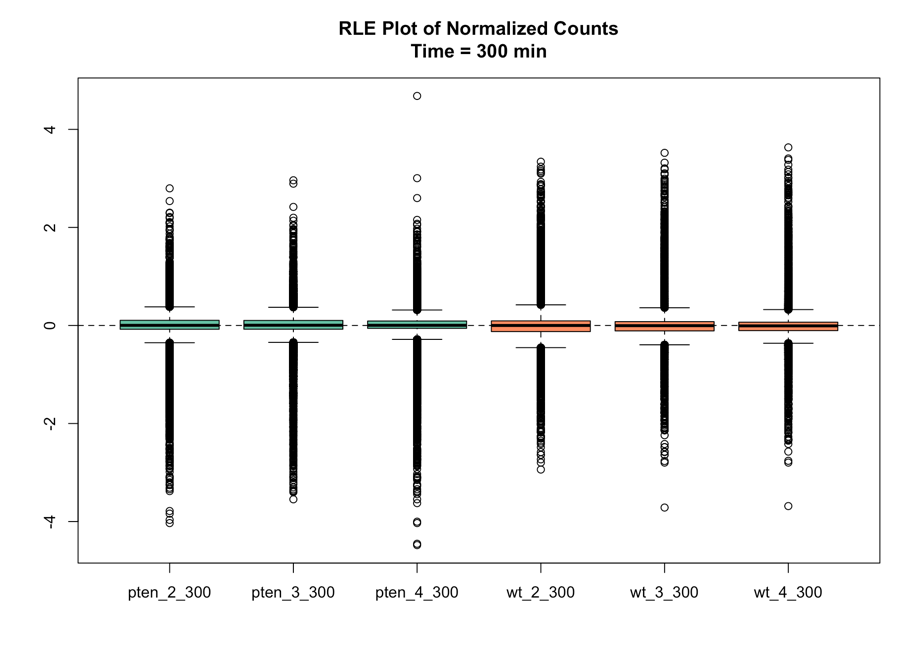 RLE Plot of Normalized Counts
Time = 300 min
4
2
0
-2
-4
pten_2_300 pten_3_300 pten_4_300 wt_2_300 wt_3_300 wt_4_300